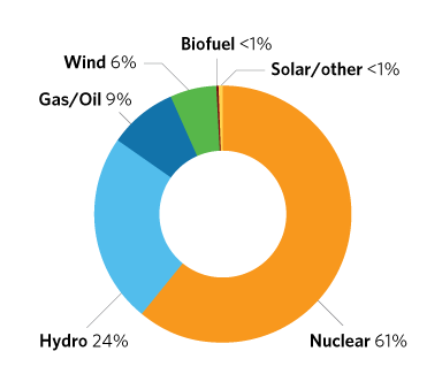 Biofuel <1%
Wind 6%
Solar/other <1%
Gas/Oil 9%
Hydro 24%
Nuclear 61%